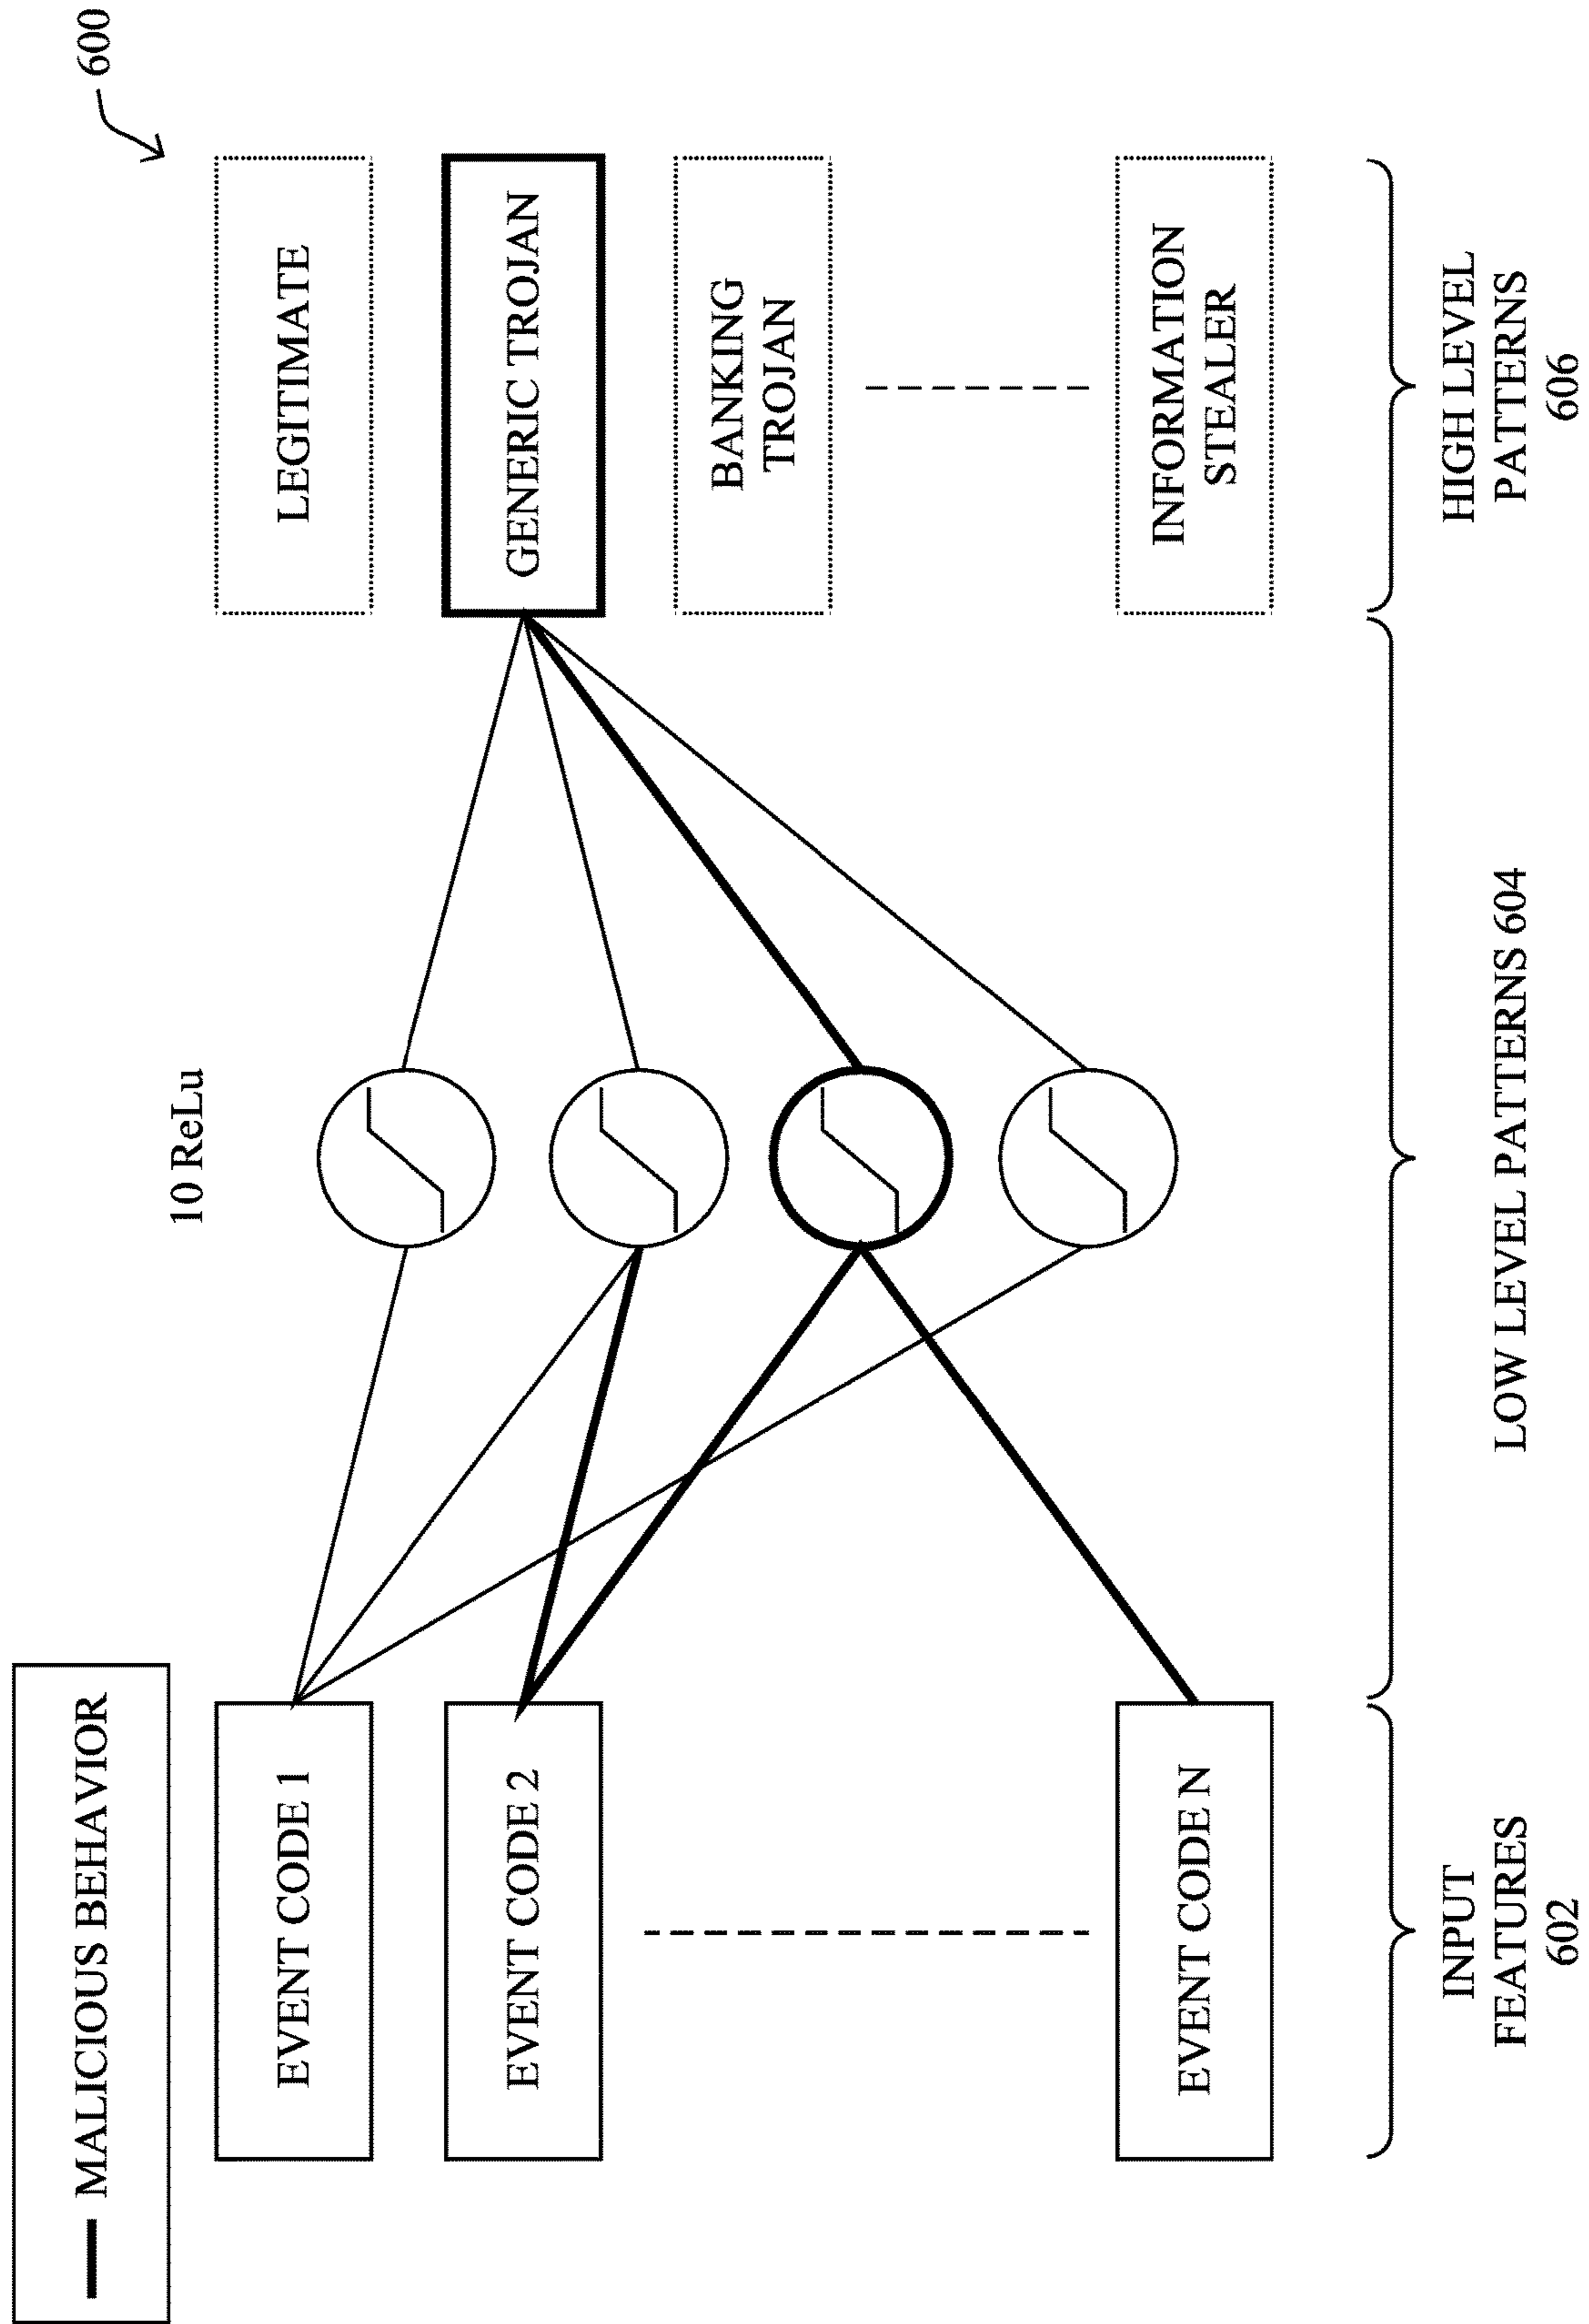 MALICIOUS BEHAVIOR
600
10 ReLu
EVENT CODE 1
EVENT CODE 2
EVENT CODE N
LEGITIMATE
GENERIC TROJAN
BANKING
TROJAN
INFORMATION
STEALER
INPUT
FEATURES
602
LOW LEVEL PATTERNS 604
HIGH LEVEL
PATTERNS
606